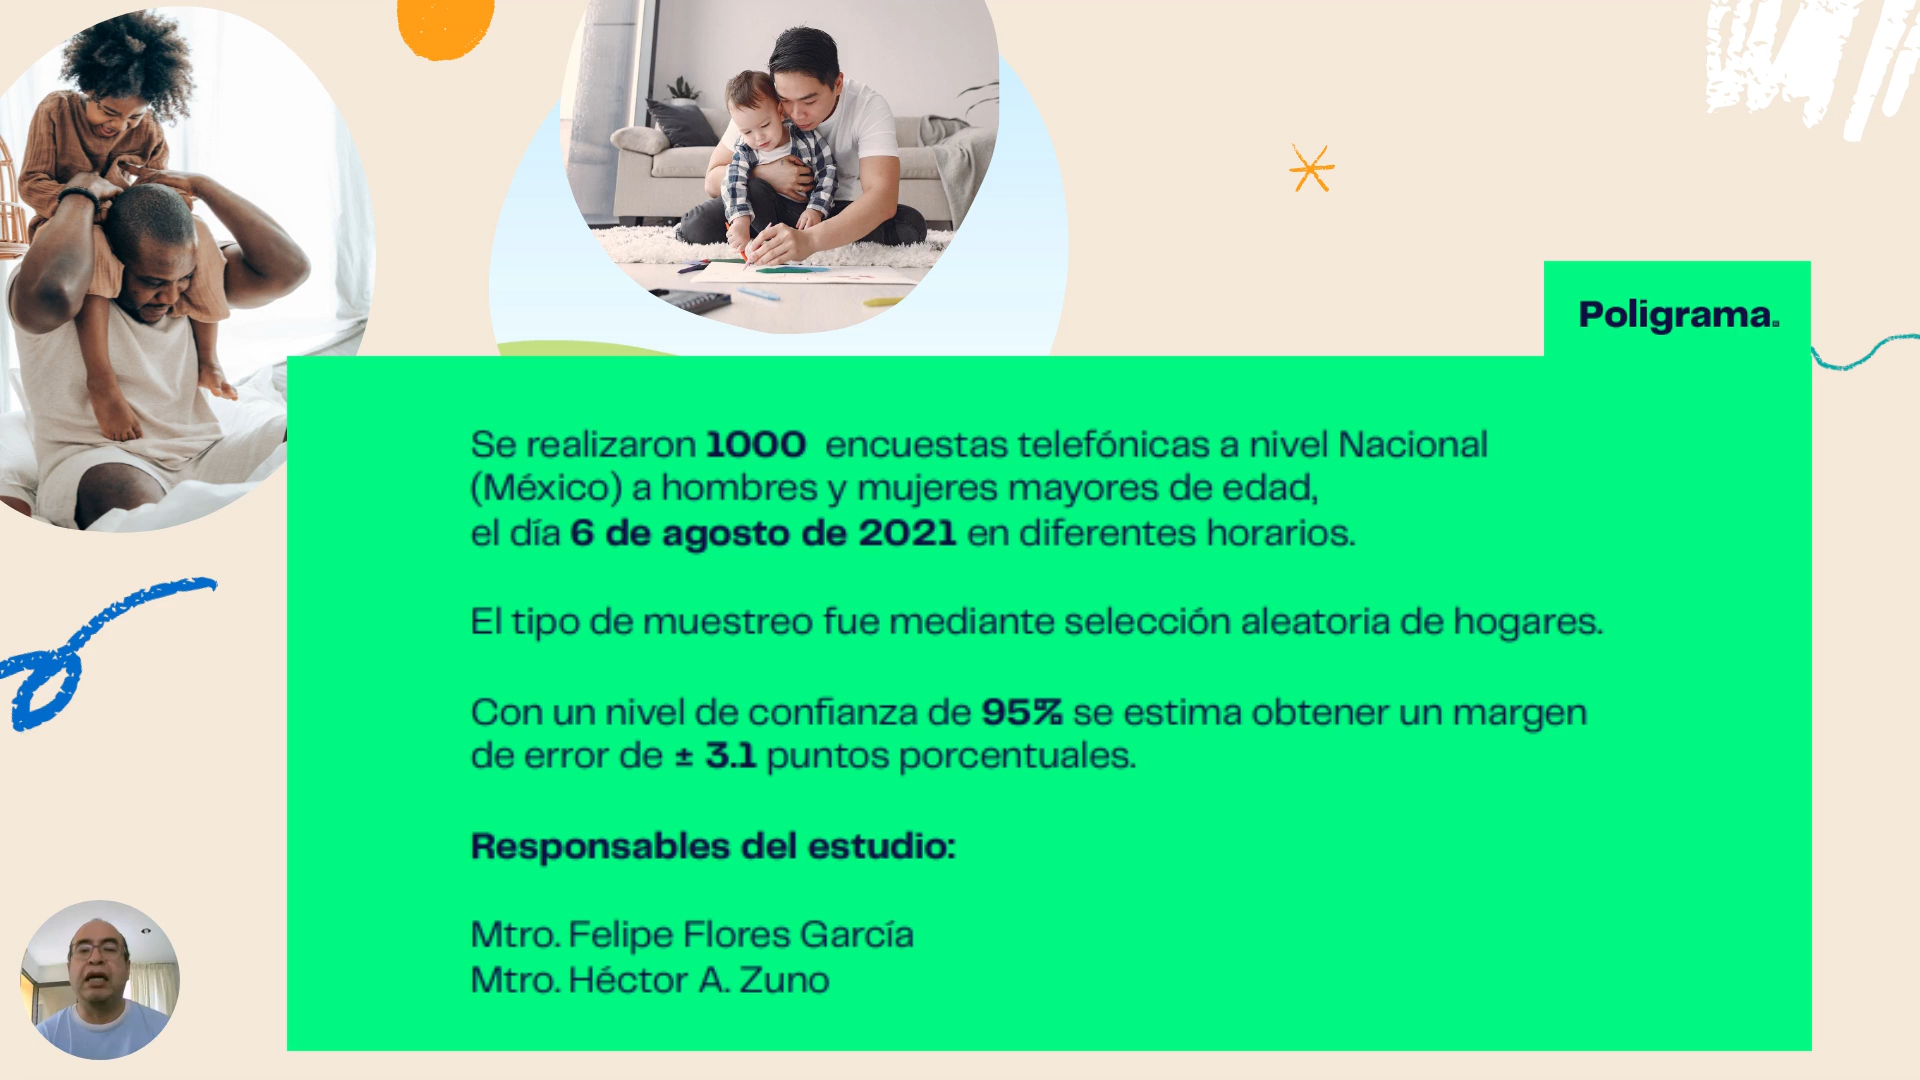 Poligrama.
Se realizaron 1000 encuestas telefónicas a nivel Nacional
(México) a hombres y mujeres mayores de edad,
el día 6 de agosto de 2021 en diferentes horarios.
El tipo de muestreo fue mediante selección aleatoria de hogares.
Con un nivel de confianza de 95% se estima obtener un margen
de error de ± 3.1 puntos porcentuales.
Responsables del estudio:
Mtro. Felipe Flores García
Mtro. Héctor A. Zuno